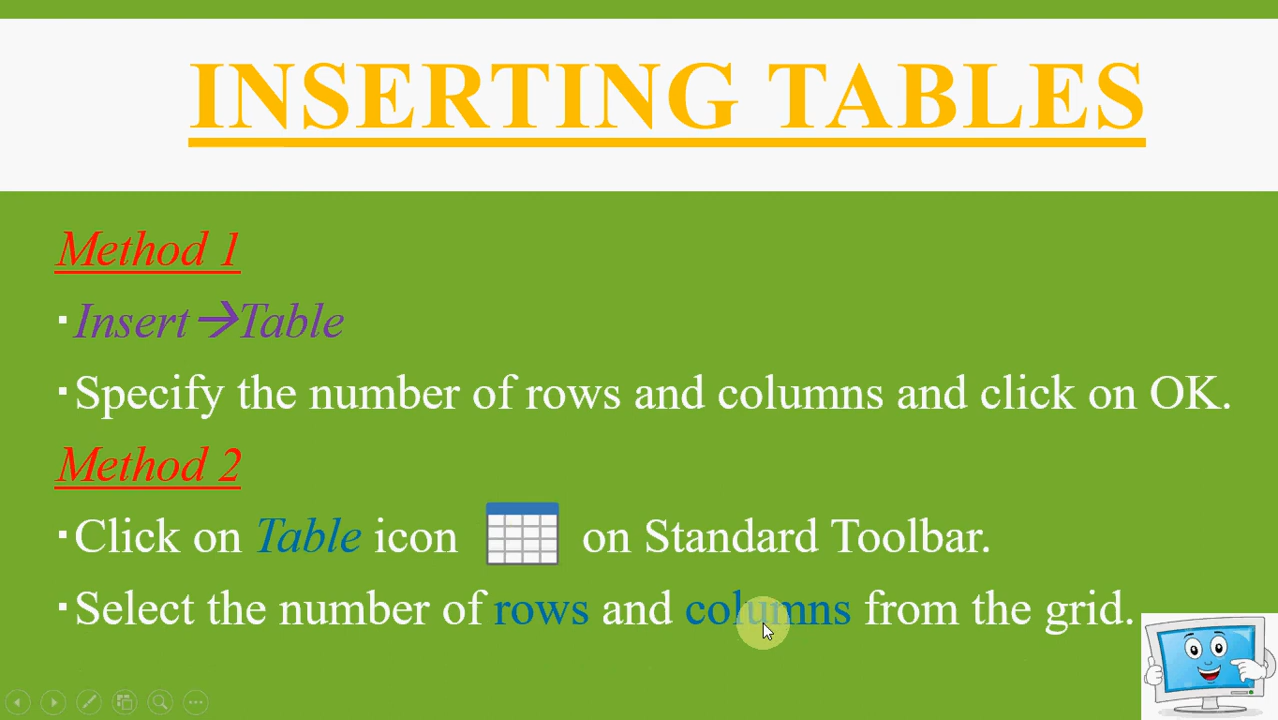 INSERTING TABLES
Method 1
▪Insert→Table
▪Specify the number of rows and columns and click on OK.
Method 2
▪Click on Table icon on Standard Toolbar.
▪Select the number of rows and columns from the grid.